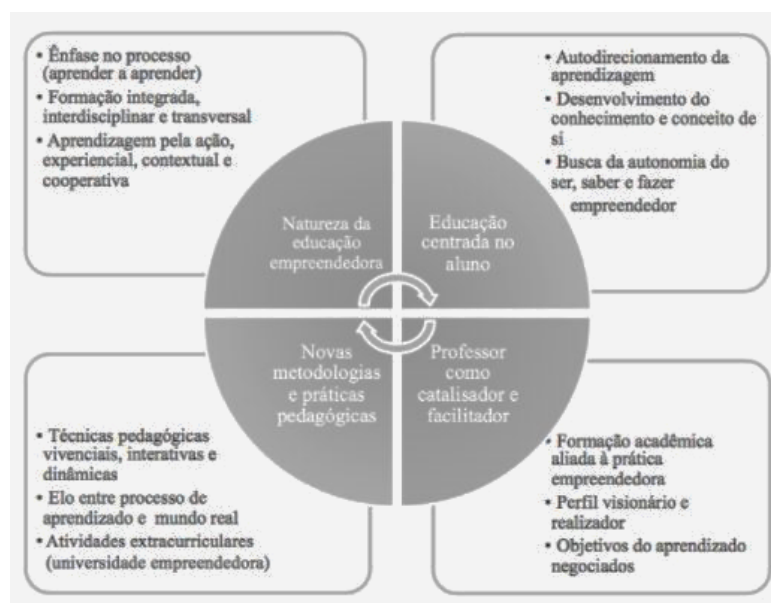 • Ênfase no processo
(aprender a aprender)
• Formação integrada,
interdisciplinar e transversal
• Aprendizagem pela ação,
experiencial, contextual e
cooperativa
• Autodirecionamento da
aprendizagem
• Desenvolvimento do
conhecimento e conceito de
si
• Busca da autonomia do
ser, saber e fazer
empreendedor
Natureza da
educação
empreendedora
Educação
centrada no
aluno
Novas
metodologias
e práticas
pedagógicas
Professor
como
catalisador e
facilitador
• Técnicas pedagógicas
vivenciais, interativas e
dinâmicas
• Elo entre processo de
aprendizado e mundo real
• Atividades extracurriculares
(universidade empreendedora)
• Formação acadêmica
aliada à prática
empreendedora
• Perfil visionário e
realizador
• Objetivos do aprendizado
negociados